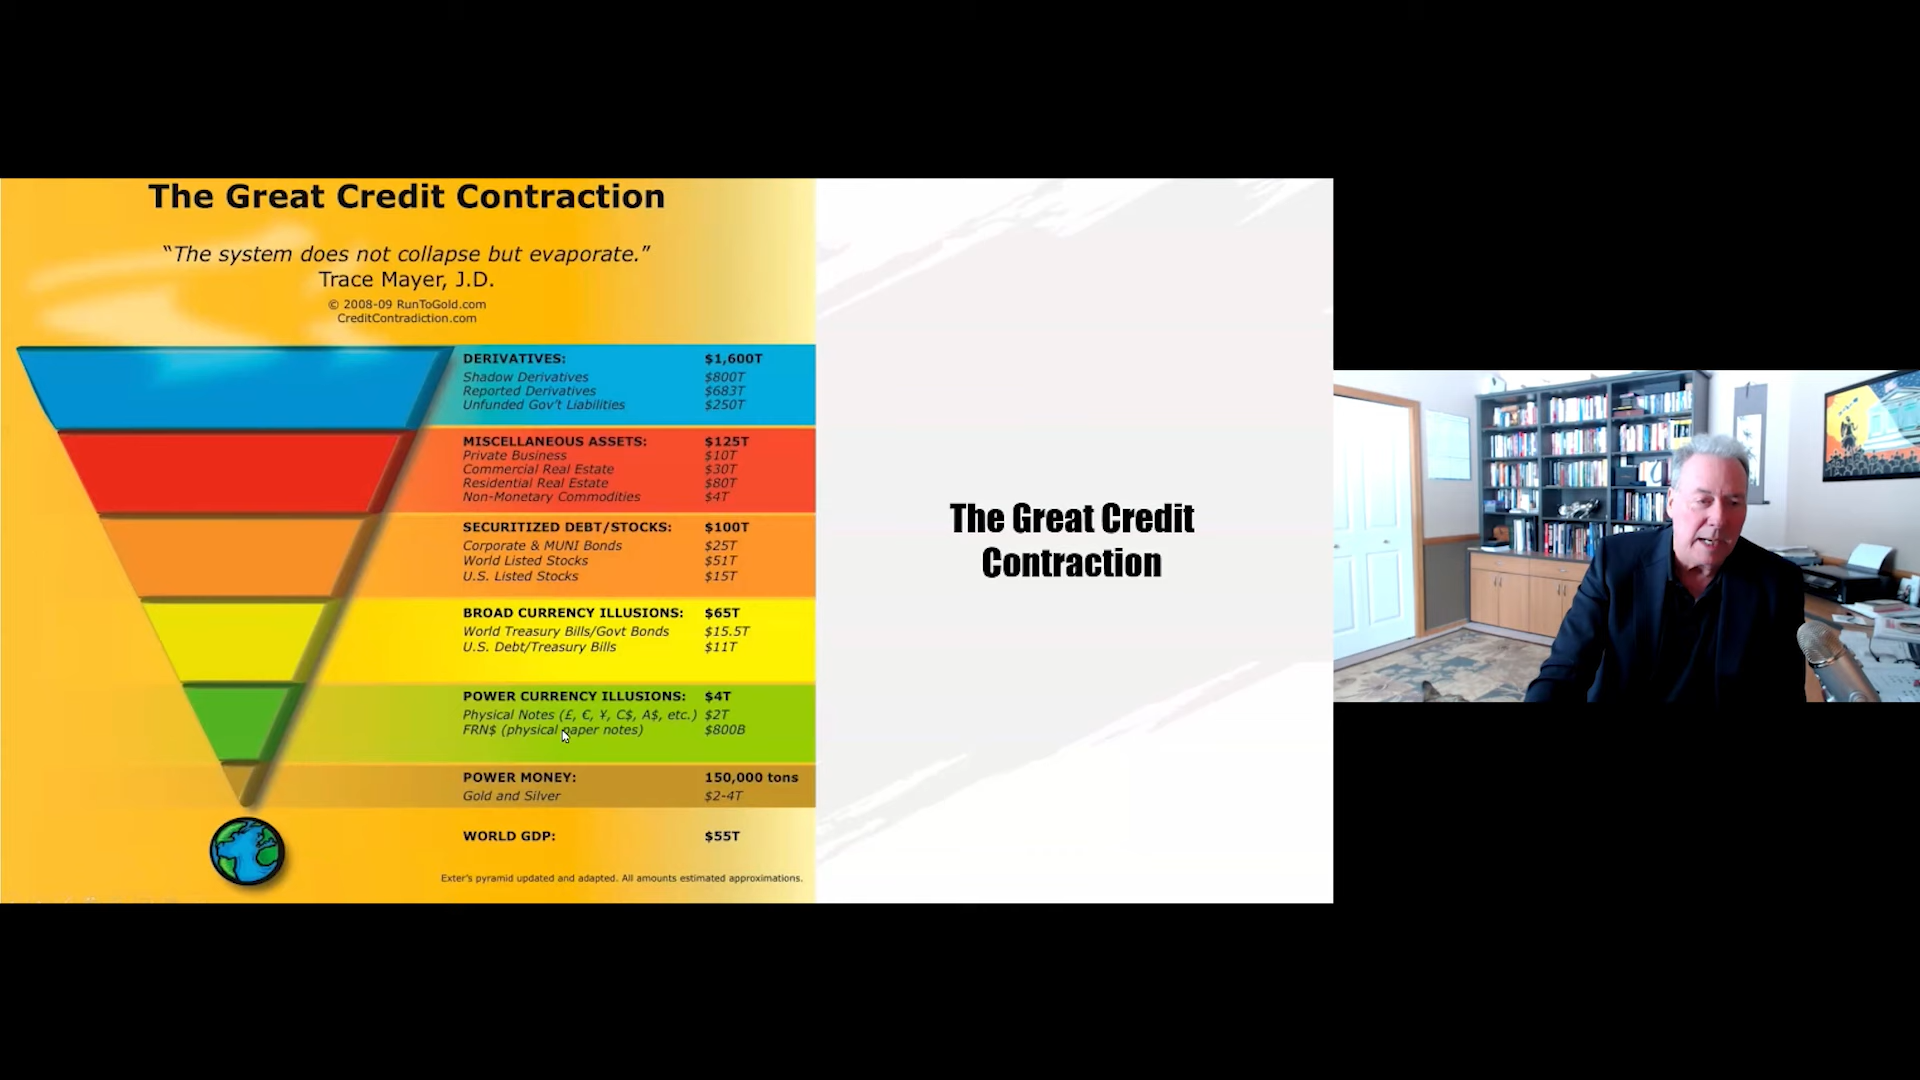 The Great Credit Contraction
“The system does not collapse but evaporate.”
Trace Mayer, J.D.
© 2008-09 RunToGold.com
CreditContradiction.com
DERIVATIVES: $1,600T
Shadow Derivatives $800T
Reported Derivatives $683T
Unfunded Gov't Liabilities $250T
MISCELLANEOUS ASSETS: $125T
Private Business $10T
Commercial Real Estate $30T
Residential Real Estate $80T
Non-Monetary Commodities $4T
SECURITIZED DEBT/STOCKS: $100T
Corporate & MUNI Bonds $25T
World Listed Stocks $51T
U.S. Listed Stocks $15T
BROAD CURRENCY ILLUSIONS: $65T
World Treasury Bills/Govt Bonds $15.5T
U.S. Debt/Treasury Bills $11T
POWER CURRENCY ILLUSIONS: $4T
Physical Notes (£, €, ¥, C$, A$, etc.) $2T
FRN$ (physical paper notes) $800B
POWER MONEY: 150,000 tons
Gold and Silver $2-4T
WORLD GDP: $55T
Exter's pyramid updated and adapted. All amounts estimated approximations.
The Great Credit
Contraction